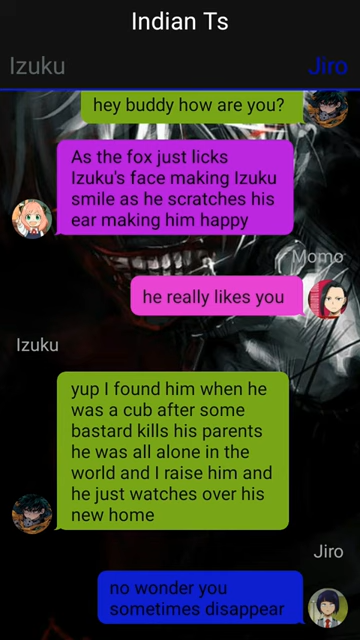 Indian Ts
Izuku
Jiro
hey buddy how are you?
As the fox just licks
Izuku's face making Izuku
smile as he scratches his
ear making him happy
Momo
he really likes you
Izuku
yup I found him when he
was a cub after some
bastard kills his parents
he was all alone in the
world and I raise him and
he just watches over his
new home
Jiro
no wonder you
sometimes disappear